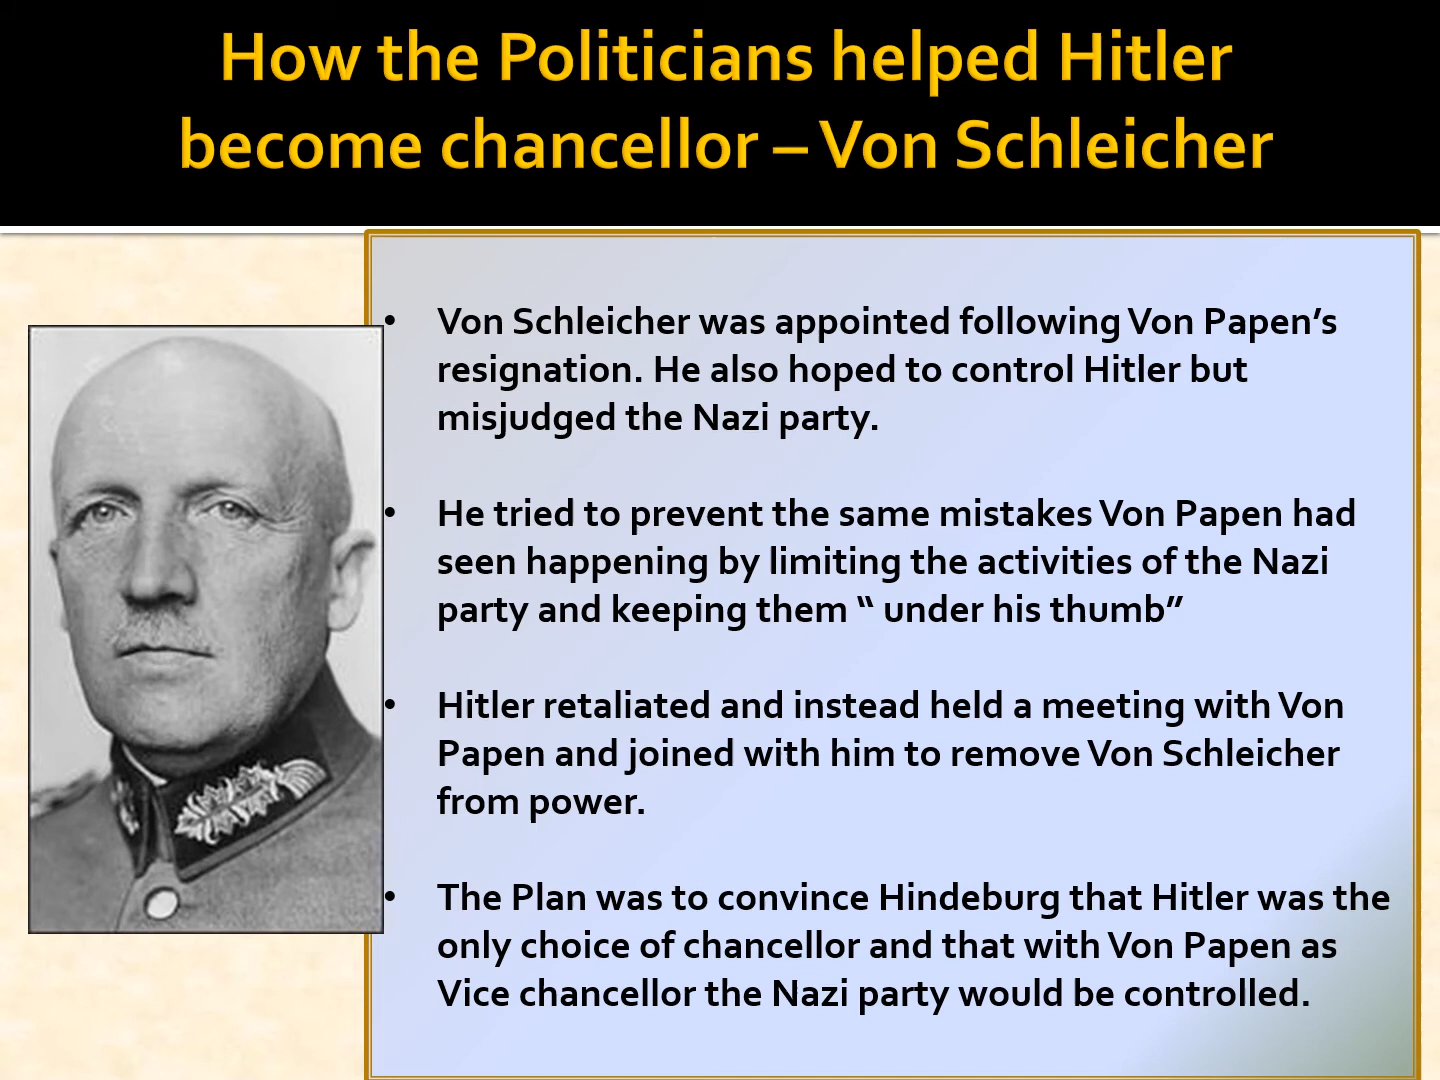 How the Politicians helped Hitler
become chancellor – Von Schleicher
• Von Schleicher was appointed following Von Papen’s
resignation. He also hoped to control Hitler but
misjudged the Nazi party.
• He tried to prevent the same mistakes Von Papen had
seen happening by limiting the activities of the Nazi
party and keeping them “ under his thumb”
• Hitler retaliated and instead held a meeting with Von
Papen and joined with him to remove Von Schleicher
from power.
• The Plan was to convince Hindeburg that Hitler was the
only choice of chancellor and that with Von Papen as
Vice chancellor the Nazi party would be controlled.